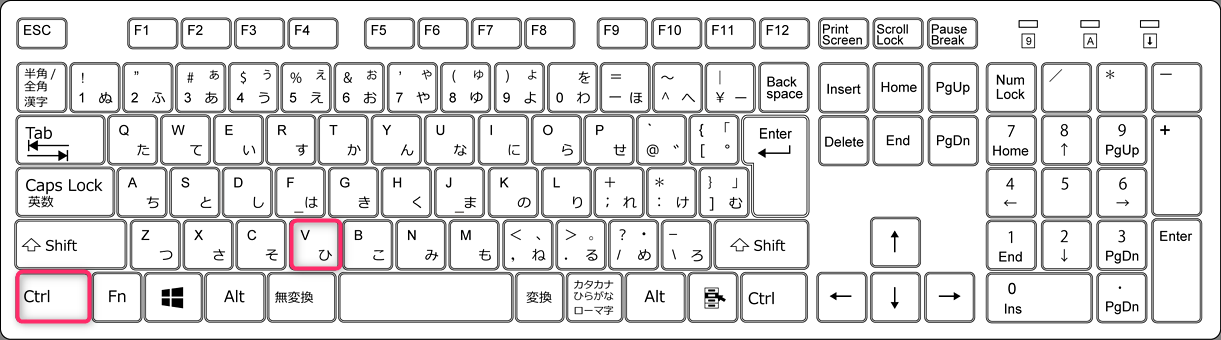 ESC F1 F2 F3 F4 F5 F6 F7 F8 F9 F10 F11 F12 Print Screen Scroll Lock Pause Break 9 A ⬇
半角/全角 漢字 ! 1 ぬ ” 2 ふ # ぁ 3 あ $ ぅ 4 う % ぇ 5 え & ぉ 6 お ’ ゃ 7 や ( ゅ 8 ゆ ) ょ 9 よ を 0 わ = ー ほ 〜 ^ へ | ¥ ー Back space Insert Home PgUp Num Lock ／ * －
Tab Q た W て E い R す T か Y ん U な I に O ら P せ ` @ ゛ { 「 [ ゜ Enter Delete End PgDn 7 Home 8 ↑ 9 PgUp +
Caps Lock 英数 A ち S と D し F _ は G き H く J _ ま K の L り + ; れ * : け } 」 ] む 4 ← 5 6 →
⇧ Shift Z つ X さ C そ V ひ B こ N み M も < 、 , ね > 。 . る ? ・ / め _ \ ろ ⇧ Shift ↑ 1 End 2 ↓ 3 PgDn Enter
Ctrl Fn Alt 無変換 変換 カタカナ ひらがな ローマ字 Alt Ctrl ← ↓ → 0 Ins . PgDn